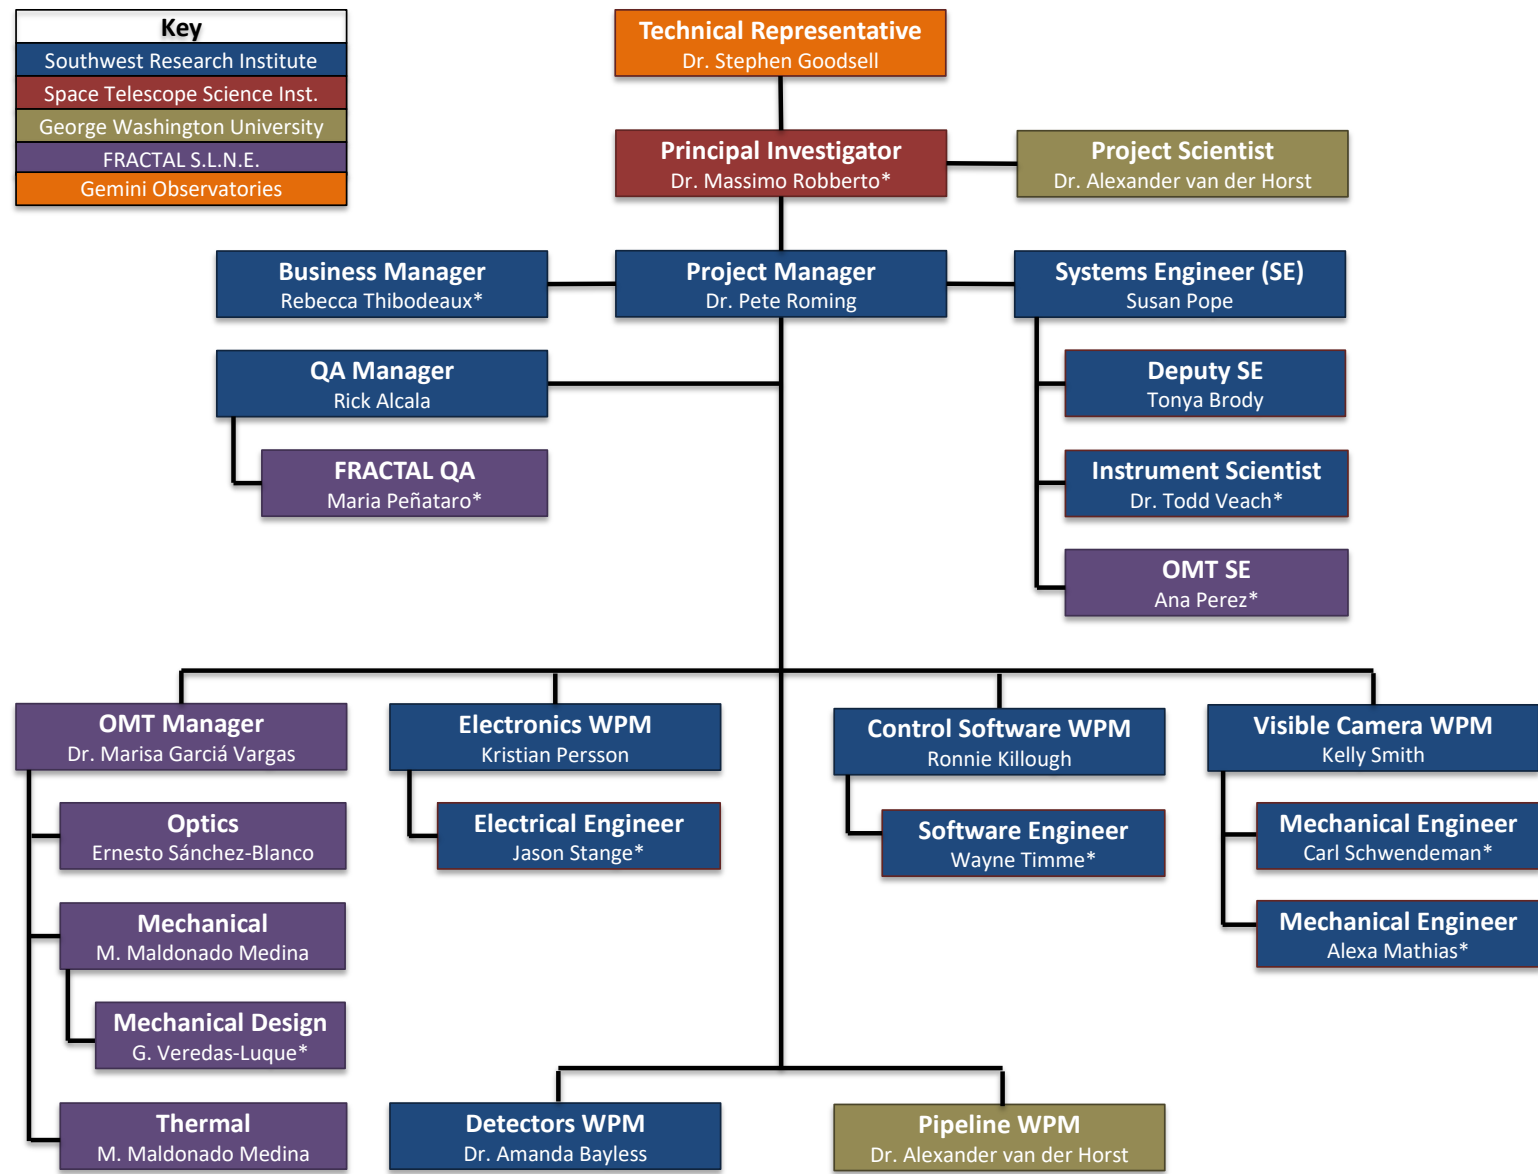 Key
Southwest Research Institute
Space Telescope Science Inst.
George Washington University
FRACTAL S.L.N.E.
Gemini Observatories
Technical Representative
Dr. Stephen Goodsell
Principal Investigator
Dr. Massimo Robberto*
Project Scientist
Dr. Alexander van der Horst
Business Manager
Rebecca Thibodeaux*
Project Manager
Dr. Pete Roming
Systems Engineer (SE)
Susan Pope
QA Manager
Rick Alcala
Deputy SE
Tonya Brody
FRACTAL QA
Maria Peñataro*
Instrument Scientist
Dr. Todd Veach*
OMT SE
Ana Perez*
OMT Manager
Dr. Marisa Garciá Vargas
Electronics WPM
Kristian Persson
Control Software WPM
Ronnie Killough
Visible Camera WPM
Kelly Smith
Optics
Ernesto Sánchez-Blanco
Electrical Engineer
Jason Stange*
Software Engineer
Wayne Timme*
Mechanical Engineer
Carl Schwendeman*
Mechanical
M. Maldonado Medina
Mechanical Engineer
Alexa Mathias*
Mechanical Design
G. Veredas-Luque*
Thermal
M. Maldonado Medina
Detectors WPM
Dr. Amanda Bayless
Pipeline WPM
Dr. Alexander van der Horst